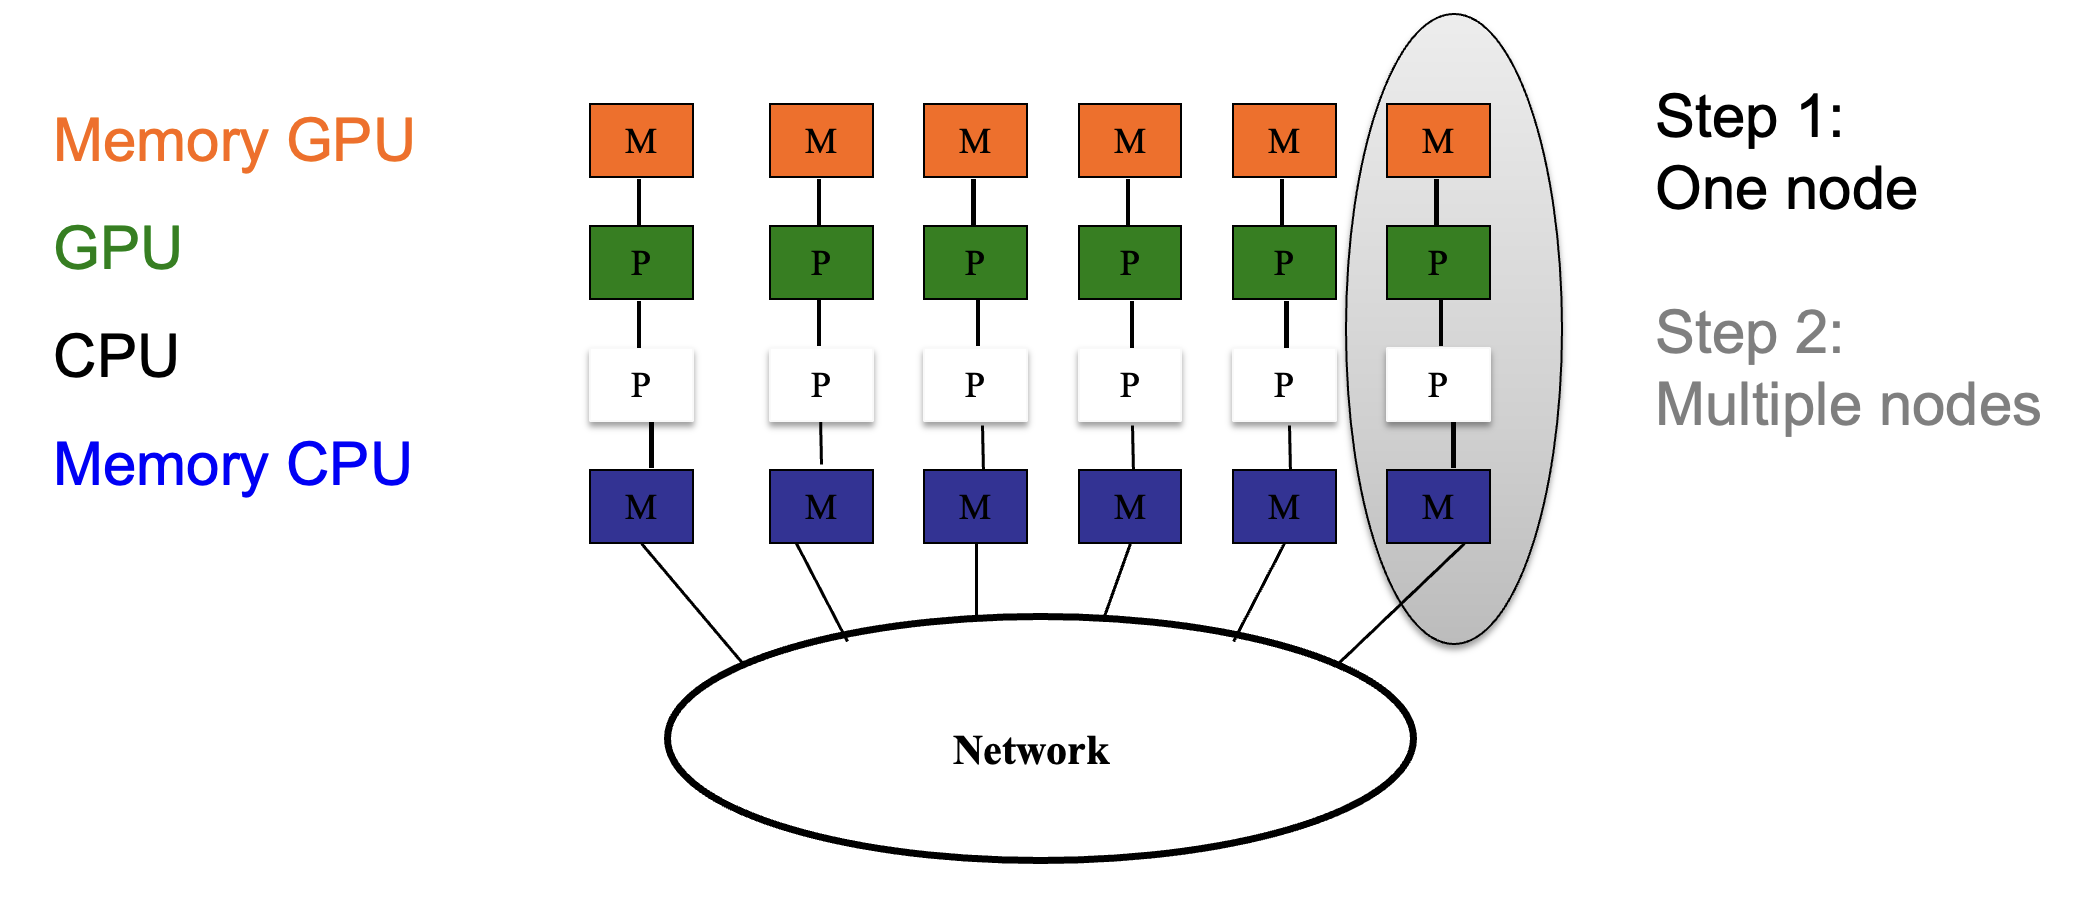 Memory GPU
GPU
CPU
Memory CPU
M M M M M M
P P P P P P
P P P P P P
M M M M M M
Network
Step 1:
One node
Step 2:
Multiple nodes